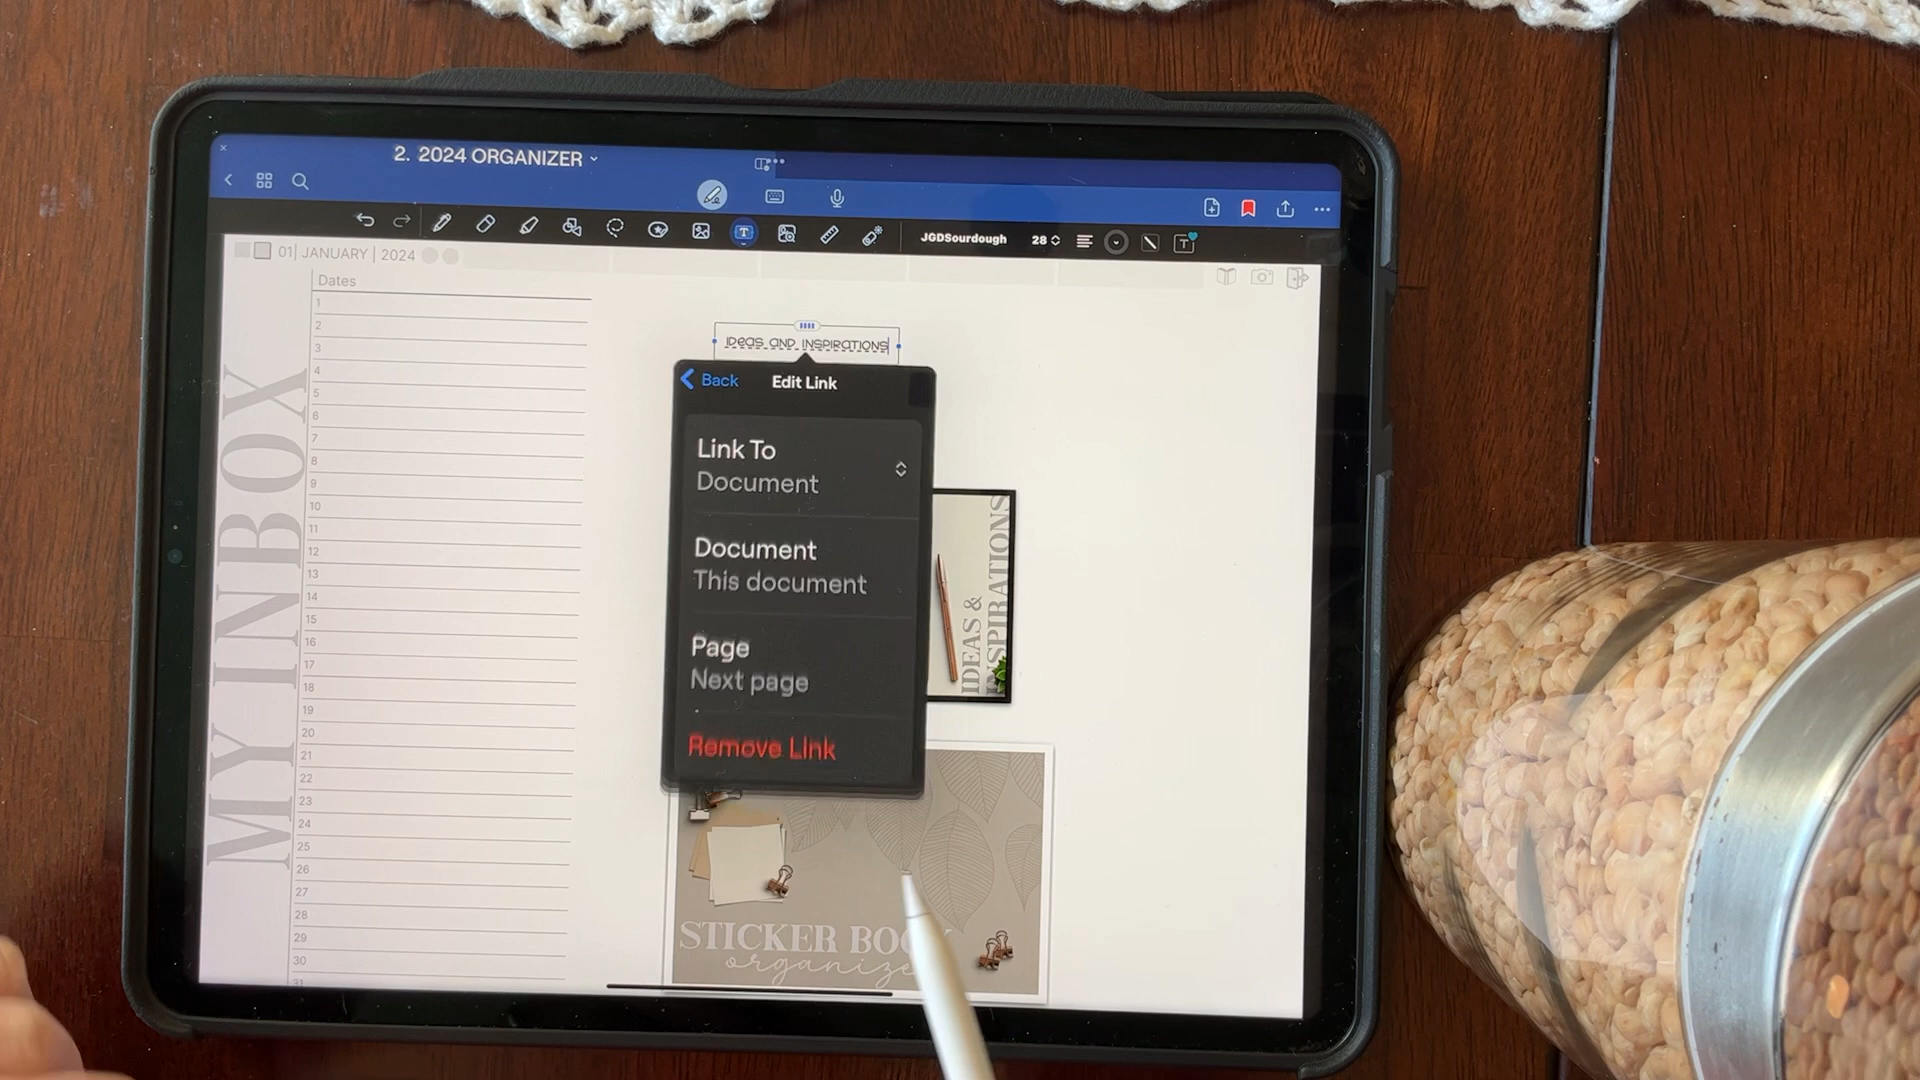 2. 2024 ORGANIZER
JGDSourdough 28
01| JANUARY | 2024
Dates
MY INBOX
1
2
3
4
5
6
7
8
9
10
11
12
13
14
15
16
17
18
19
20
21
22
23
24
25
26
27
28
29
30
31
IDEAS AND INSPIRATIONS
Back Edit Link
Link To
Document
Document
This document
Page
Next page
Remove Link
IDEAS &
INSPIRATIONS
STICKER BOOK
organizer